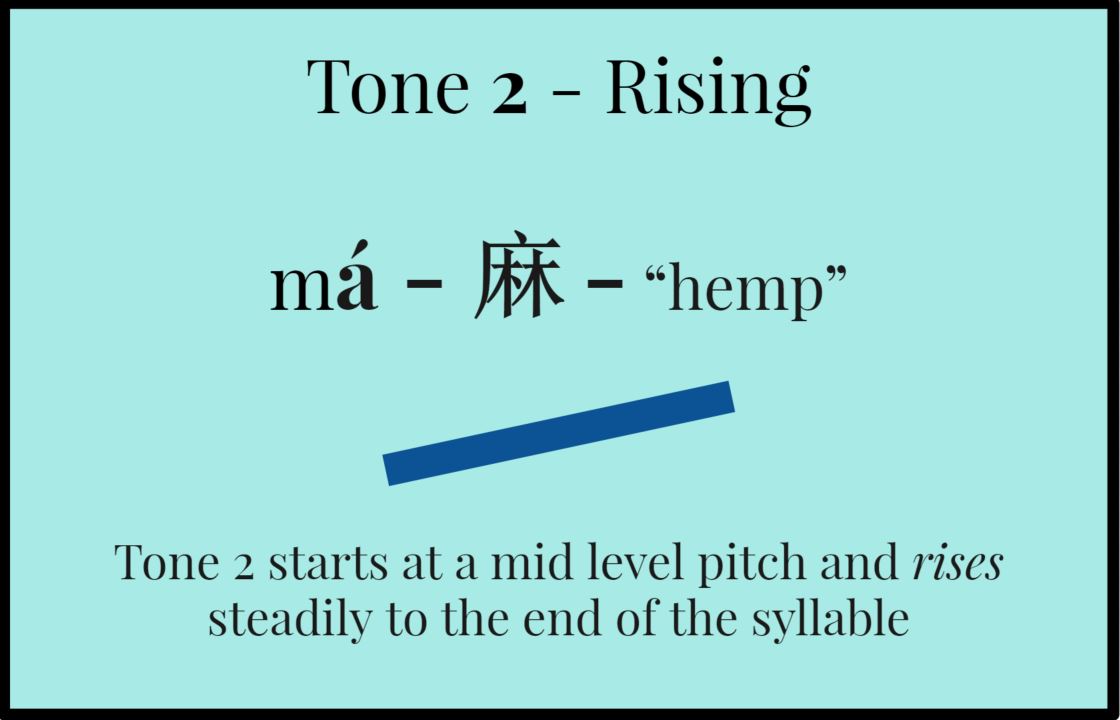 Tone 2 - Rising
má - 麻 - “hemp”
Tone 2 starts at a mid level pitch and rises
steadily to the end of the syllable